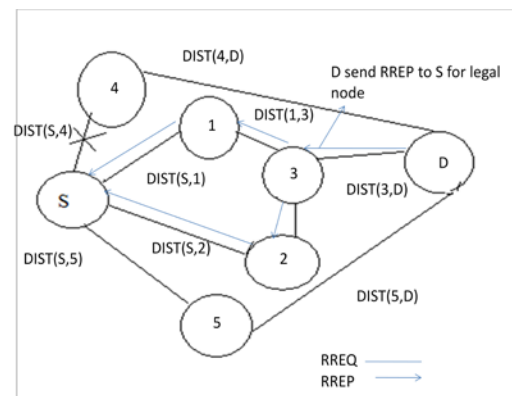 DIST(4,D)
D send RREP to S for legal
node
4
DIST(1,3)
DIST(S,4)
1
D
DIST(S,1)
3
DIST(3,D)
S
DIST(S,2)
DIST(S,5)
2
DIST(5,D)
5
RREQ
RREP